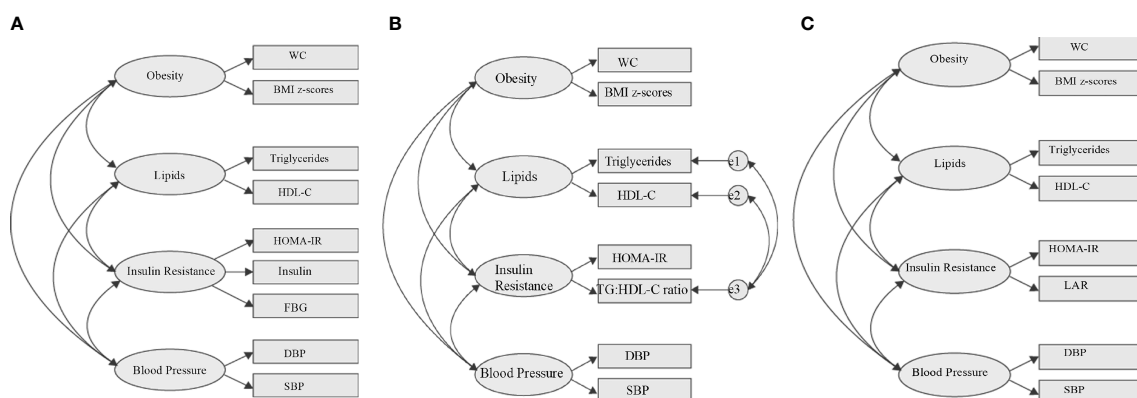 A
Obesity
WC
BMI z-scores
Lipids
Triglycerides
HDL-C
Insulin Resistance
HOMA-IR
Insulin
FBG
Blood Pressure
DBP
SBP
B
Obesity
WC
BMI z-scores
Lipids
Triglycerides
e1
HDL-C
e2
Insulin
Resistance
HOMA-IR
TG:HDL-C ratio
e3
Blood Pressure
DBP
SBP
C
Obesity
WC
BMI z-scores
Lipids
Triglycerides
HDL-C
Insulin Resistance
HOMA-IR
LAR
Blood Pressure
DBP
SBP